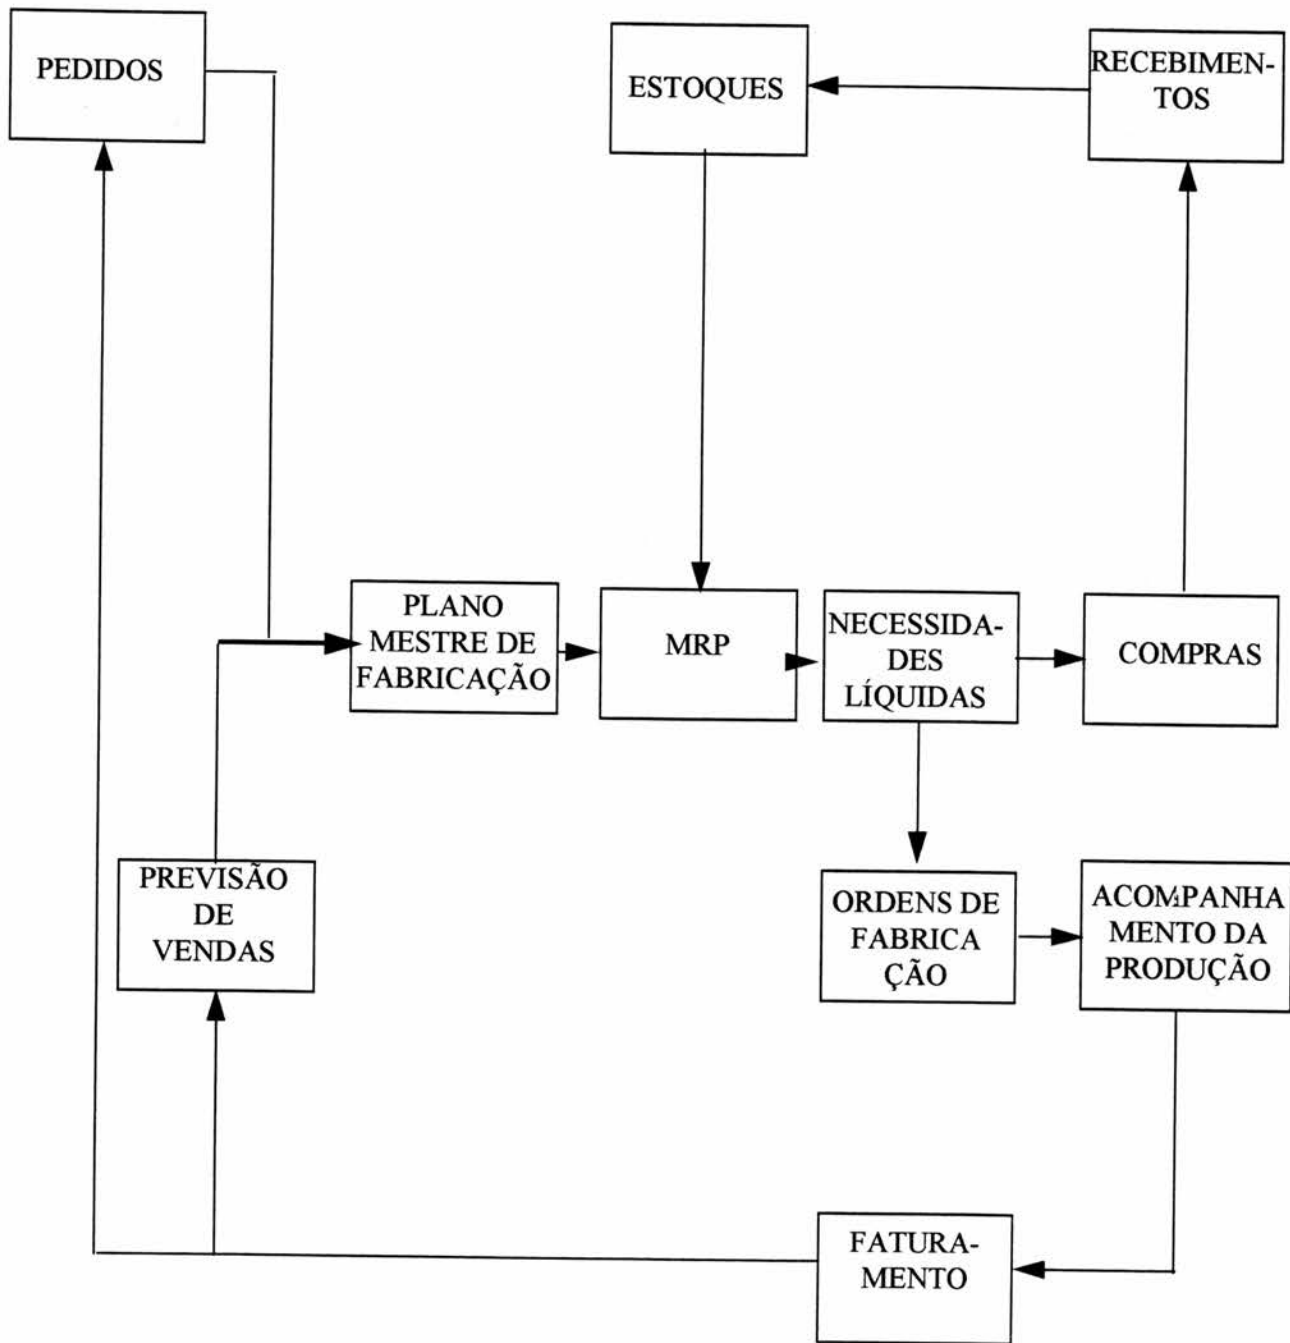 PEDIDOS
ESTOQUES
RECEBIMEN-
TOS
PLANO
MESTRE DE
FABRICAÇÃO
MRP
NECESSIDA-
DES
LÍQUIDAS
COMPRAS
PREVISÃO
DE
VENDAS
ORDENS DE
FABRICA
ÇÃO
ACOMPANHA
MENTO DA
PRODUÇÃO
FATURA-
MENTO